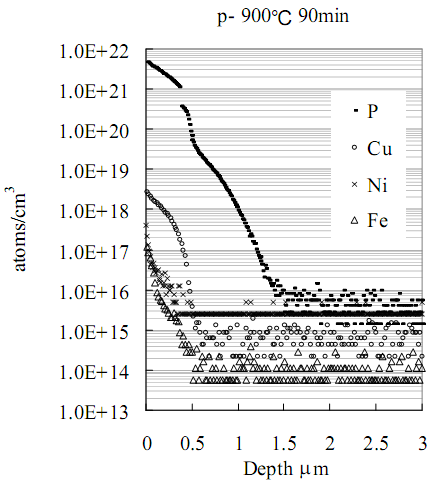 p- 900℃ 90min
1.0E+22
1.0E+21
1.0E+20
1.0E+19
1.0E+18
1.0E+17
1.0E+16
1.0E+15
1.0E+14
1.0E+13
atoms/cm³
P
Cu
Ni
Fe
0 0.5 1 1.5 2 2.5 3
Depth μm